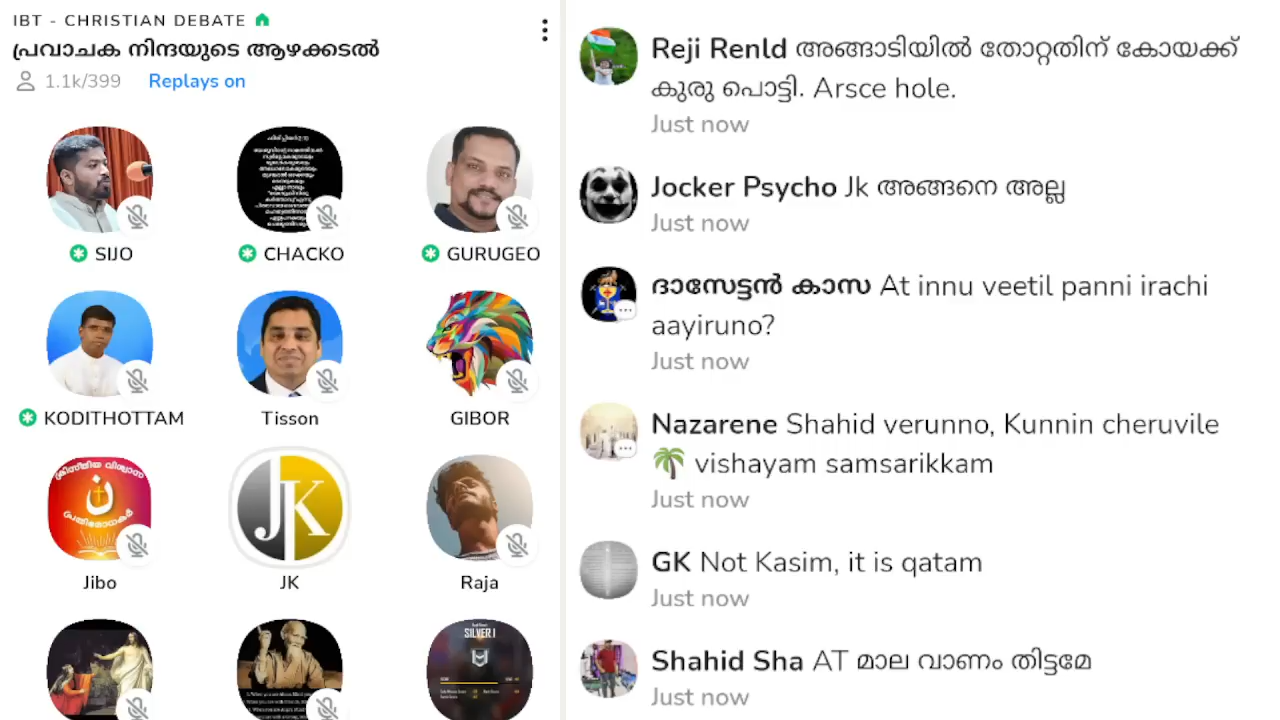 IBT - CHRISTIAN DEBATE
പ്രവാചക നിന്ദയുടെ ആഴക്കടൽ
1.1k/399 Replays on
SIJO
CHACKO
GURUGEO
KODITHOTTAM
Tisson
GIBOR
ക്രിസ്തീയ വിശ്വാസ
പ്രതിരോധകർ
Jibo
JK
JK
Raja
SILVER I
Reji Renld അങ്ങാടിയിൽ തോറ്റതിന് കോയക്ക്
കുരു പൊട്ടി. Arsce hole.
Just now
Jocker Psycho Jk അങ്ങനെ അല്ല
Just now
ദാസേട്ടൻ കാസ At innu veetil panni irachi
aayiruno?
Just now
Nazarene Shahid verunno, Kunnin cheruvile
🌴 vishayam samsarikkam
Just now
GK Not Kasim, it is qatam
Just now
Shahid Sha AT മാല വാണം തിട്ടമേ
Just now